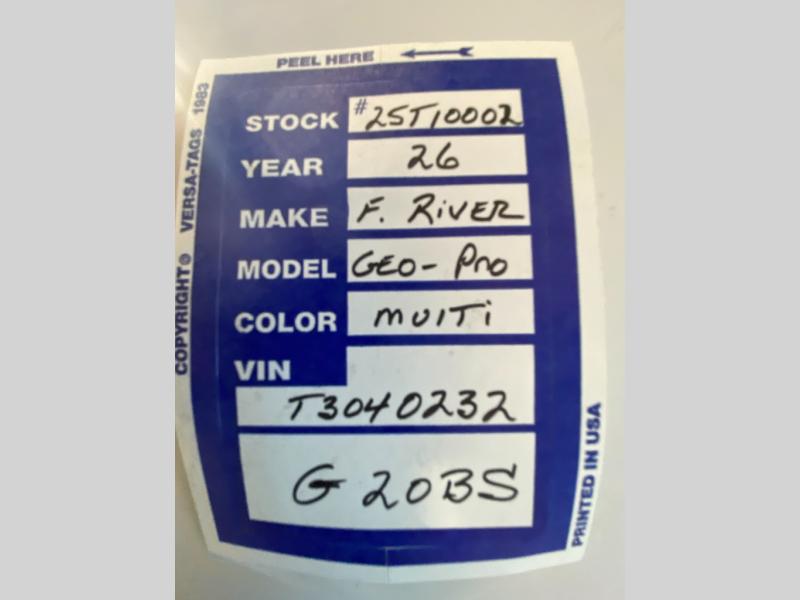 PEEL HERE
STOCK #25T10002
YEAR 26
MAKE F. RiVER
MODEL GEO-PRO
COLOR MULTi
VIN
T3040232
G20BS
COPYRIGHT© VERSA-TAGS 1983
PRINTED IN USA